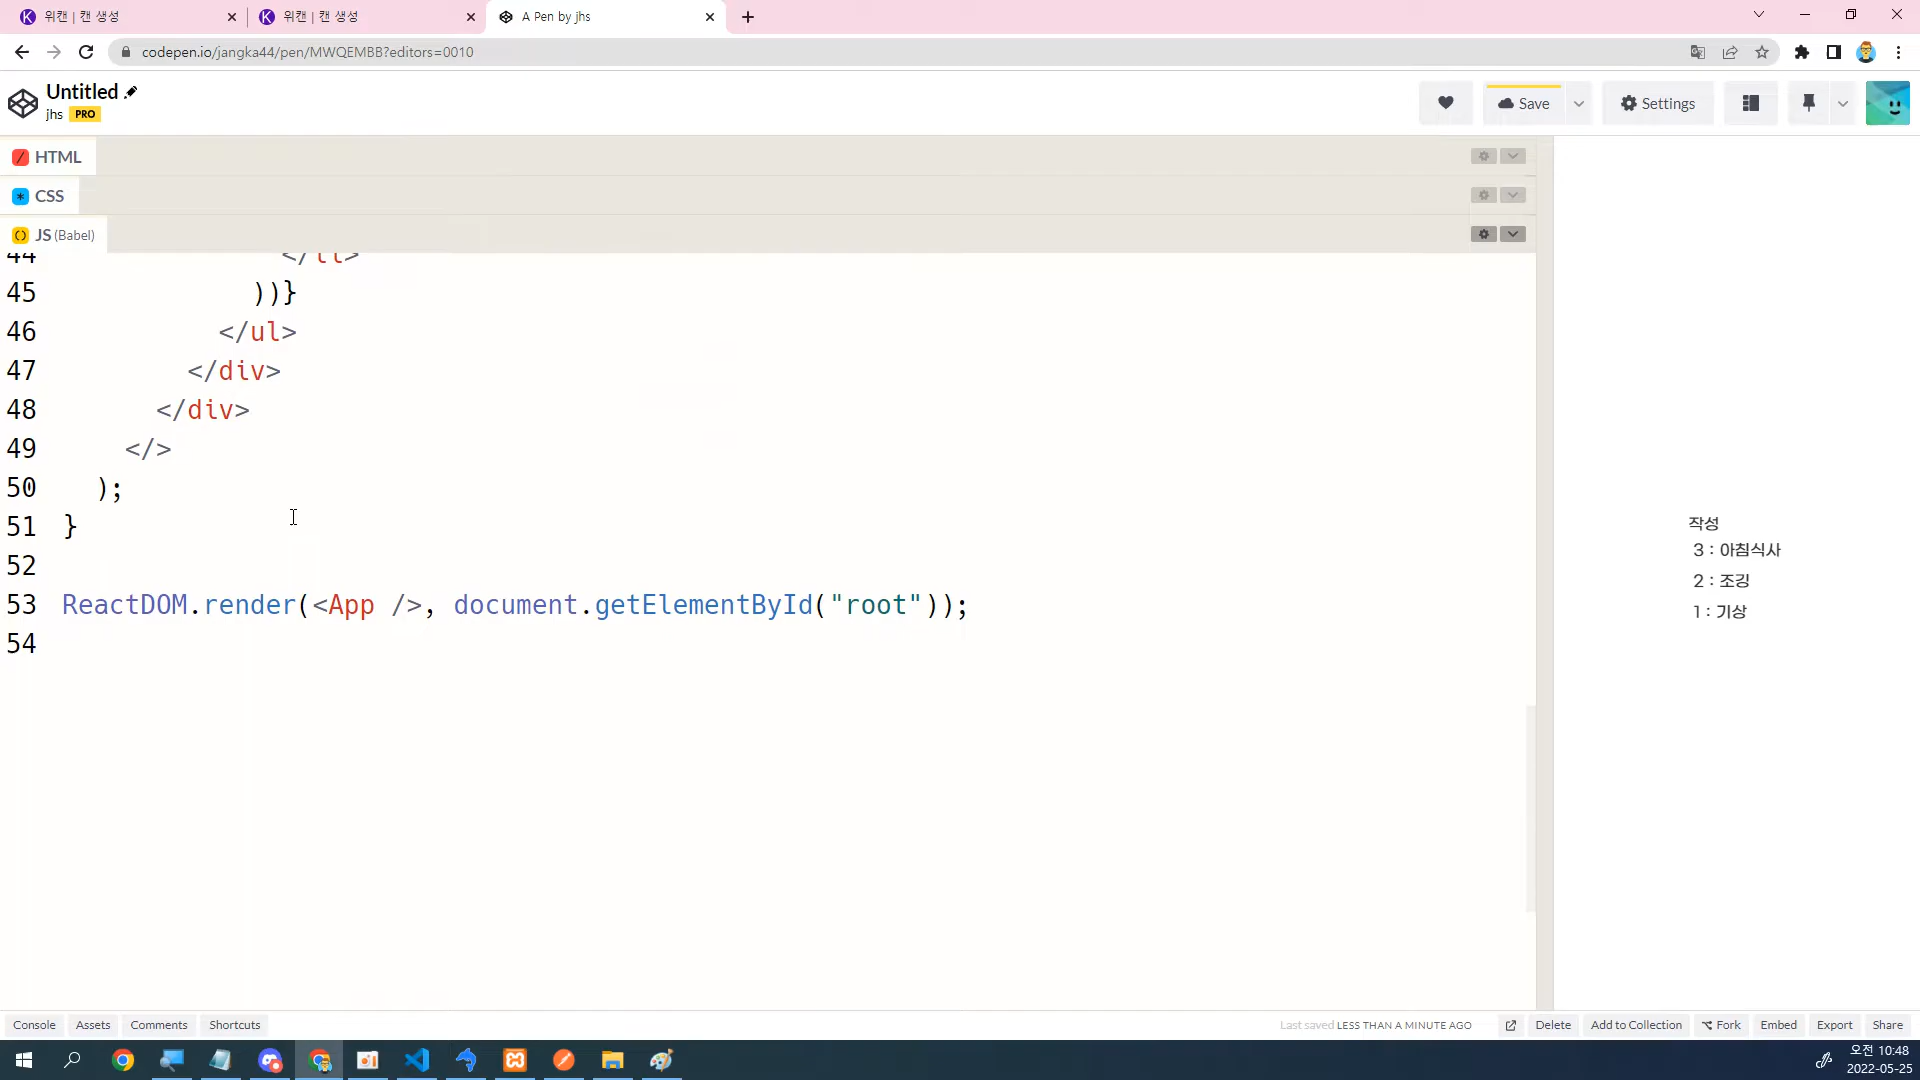 위캔 | 캔 생성
위캔 | 캔 생성
A Pen by jhs
codepen.io/jangka44/pen/MWQEMBB?editors=0010
Untitled
jhs PRO
Save
Settings
HTML
CSS
JS (Babel)
44 </li>
45 ))}
46 </ul>
47 </div>
48 </div>
49 </>
50 );
51 }
52
53 ReactDOM.render(<App />, document.getElementById("root"));
54
작성
3 : 아침식사
2 : 조깅
1 : 기상
Console Assets Comments Shortcuts
Last saved LESS THAN A MINUTE AGO
Delete Add to Collection Fork Embed Export Share
오전 10:48
2022-05-25